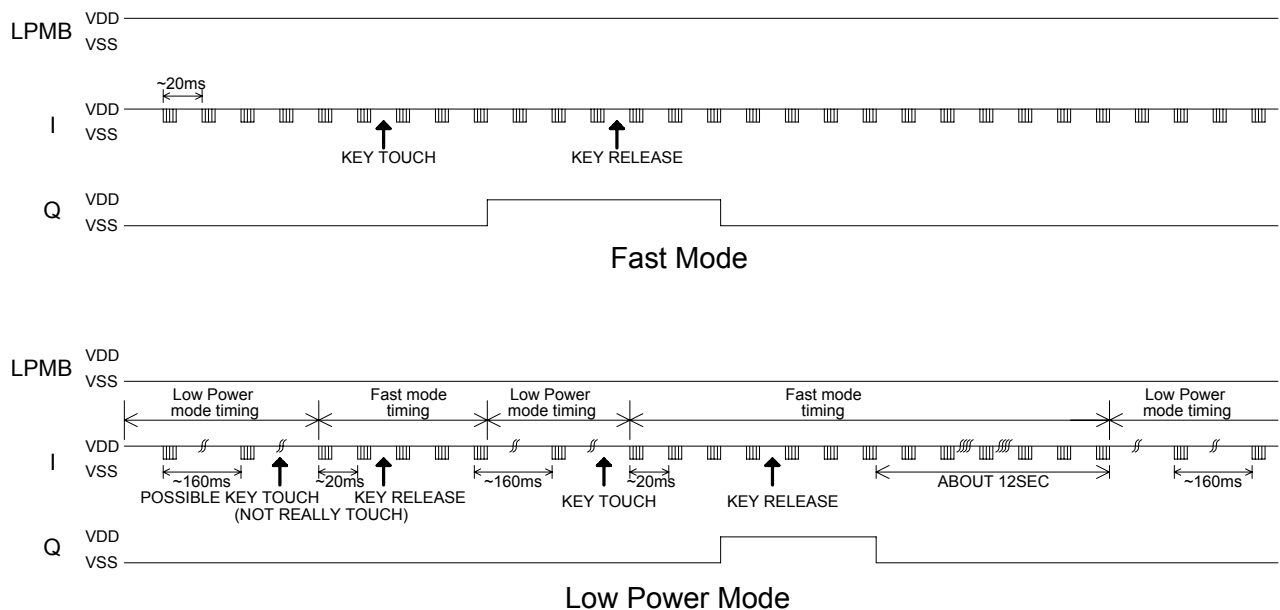 LPMB
VDD
VSS
~20ms
I
VDD
VSS
KEY TOUCH
KEY RELEASE
Q
VDD
VSS
Fast Mode
LPMB
VDD
VSS
Low Power
mode timing
Fast mode
timing
Low Power
mode timing
Fast mode
timing
Low Power
mode timing
I
VDD
VSS
~160ms
POSSIBLE KEY TOUCH
(NOT REALLY TOUCH)
~20ms
KEY RELEASE
~160ms
KEY TOUCH
~20ms
KEY RELEASE
ABOUT 12SEC
~160ms
Q
VDD
VSS
Low Power Mode